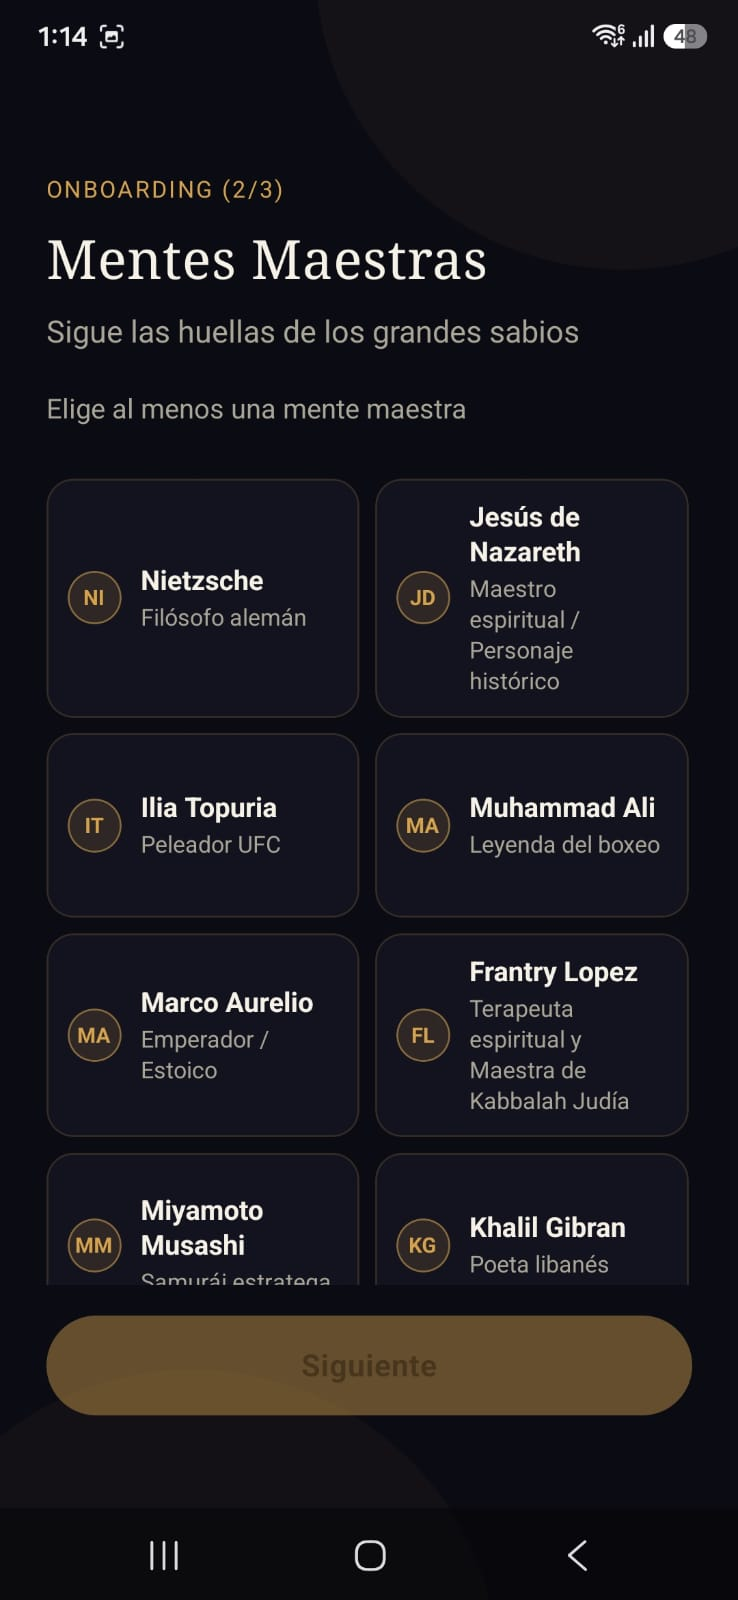 1:14
6
48
ONBOARDING (2/3)
Mentes Maestras
Sigue las huellas de los grandes sabios
Elige al menos una mente maestra
NI
Nietzsche
Filósofo alemán
JD
Jesús de
Nazareth
Maestro
espiritual /
Personaje
histórico
IT
Ilia Topuria
Peleador UFC
MA
Muhammad Ali
Leyenda del boxeo
MA
Marco Aurelio
Emperador /
Estoico
FL
Frantry Lopez
Terapeuta
espiritual y
Maestra de
Kabbalah Judía
MM
Miyamoto
Musashi
Samurái estratega
KG
Khalil Gibran
Poeta libanés
Siguiente